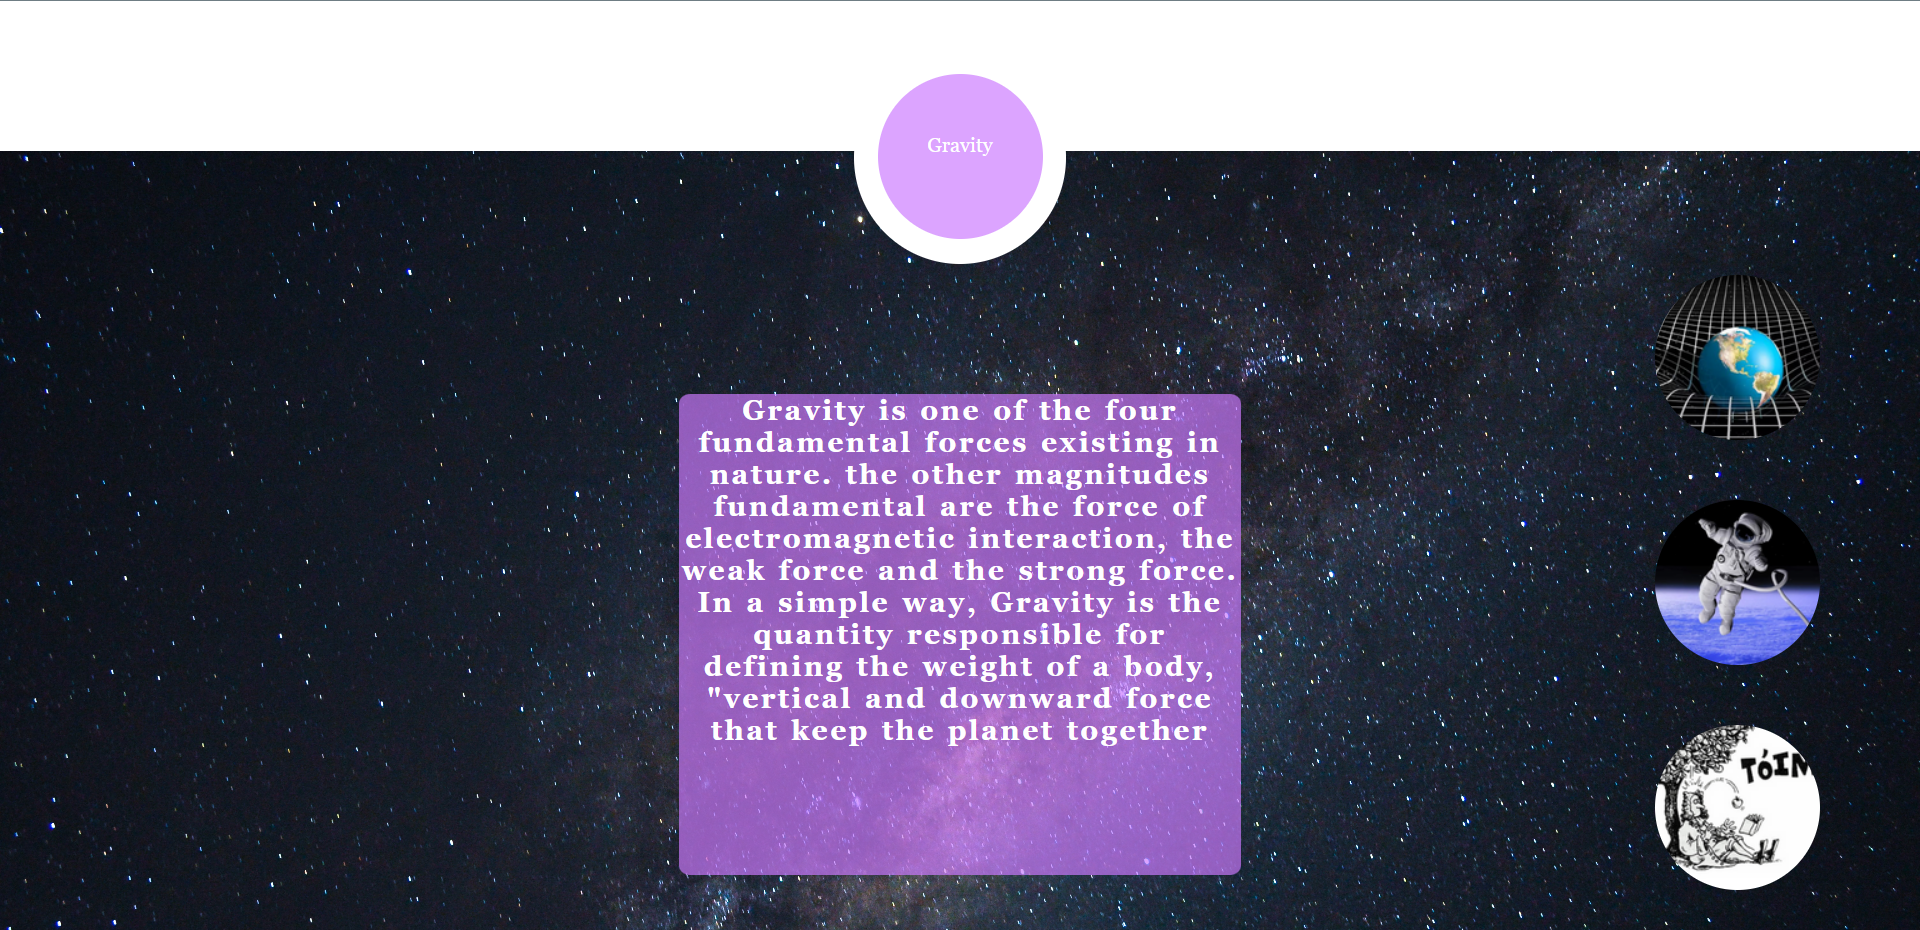 Gravity
Gravity is one of the four
fundamental forces existing in
nature. the other magnitudes
fundamental are the force of
electromagnetic interaction, the
weak force and the strong force.
In a simple way, Gravity is the
quantity responsible for
defining the weight of a body,
"vertical and downward force
that keep the planet together
TÓIN